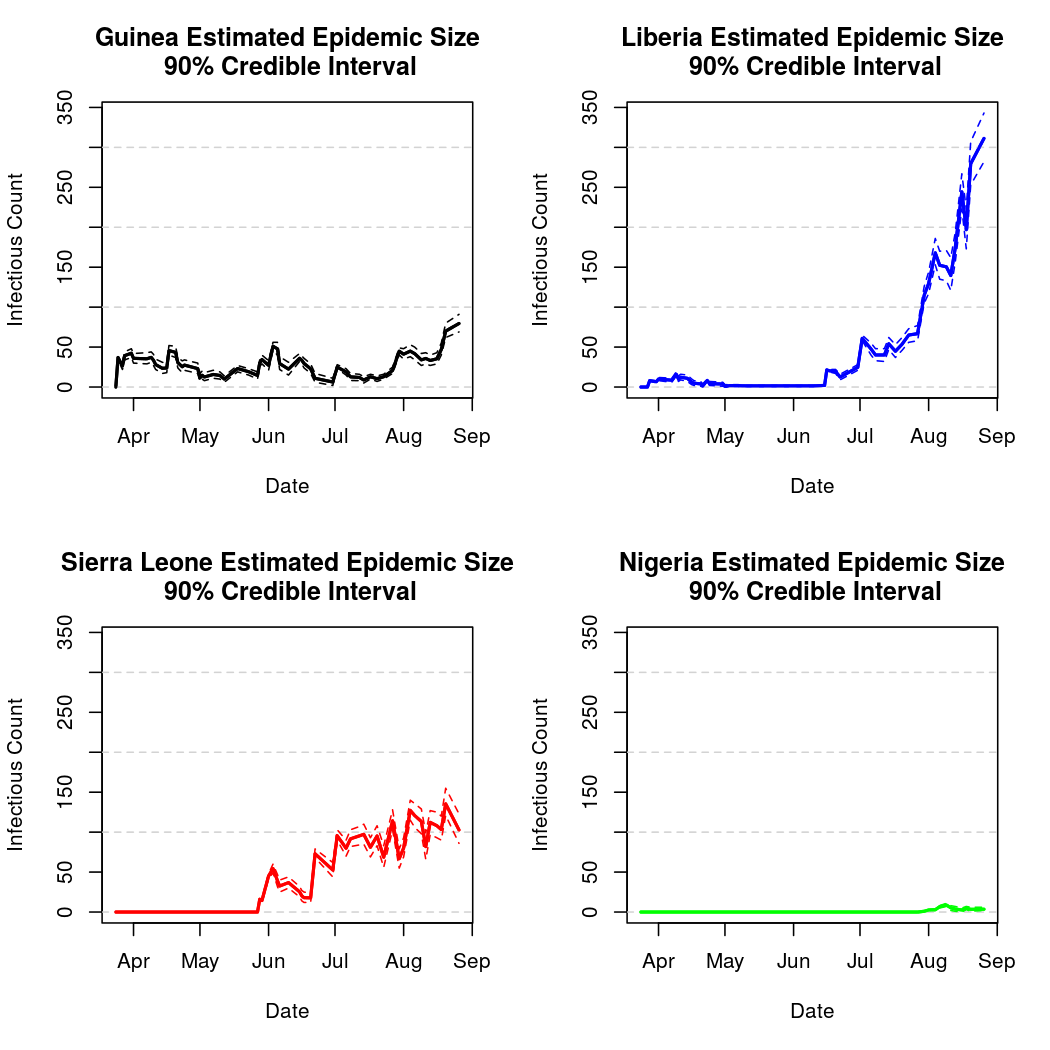 Guinea Estimated Epidemic Size
90% Credible Interval
Infectious Count
350
250
150
50
0
Apr May Jun Jul Aug Sep
Date
Liberia Estimated Epidemic Size
90% Credible Interval
Infectious Count
350
250
150
50
0
Apr May Jun Jul Aug Sep
Date
Sierra Leone Estimated Epidemic Size
90% Credible Interval
Infectious Count
350
250
150
50
0
Apr May Jun Jul Aug Sep
Date
Nigeria Estimated Epidemic Size
90% Credible Interval
Infectious Count
350
250
150
50
0
Apr May Jun Jul Aug Sep
Date